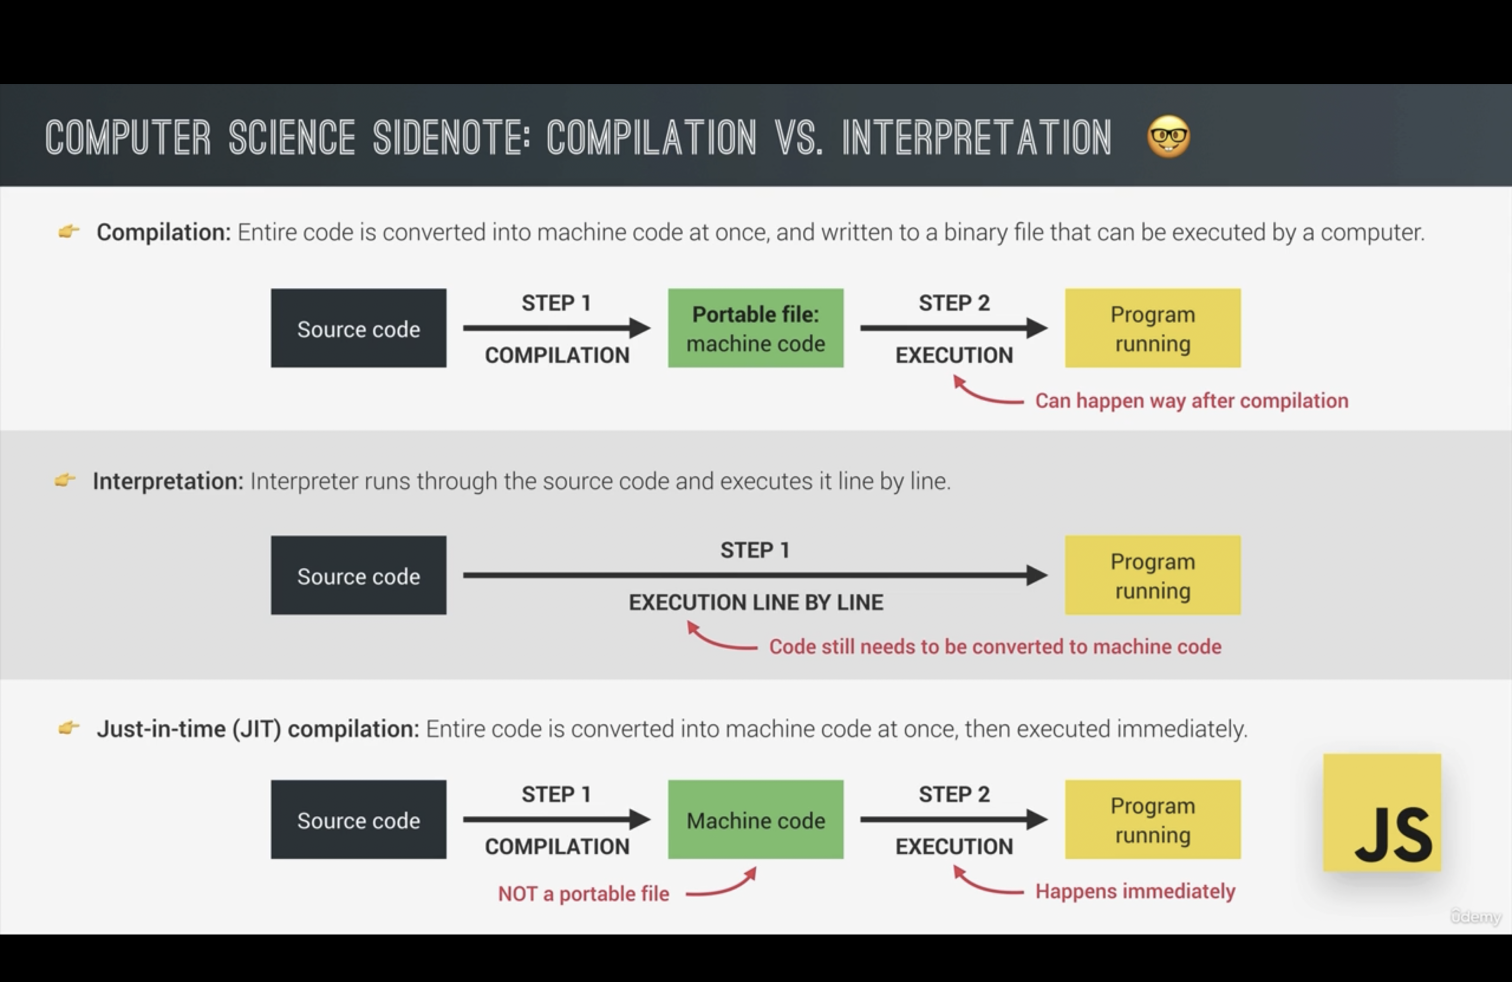 COMPUTER SCIENCE SIDENOTE: COMPILATION VS. INTERPRETATION
Compilation: Entire code is converted into machine code at once, and written to a binary file that can be executed by a computer.
Source code
STEP 1
COMPILATION
Portable file:
machine code
STEP 2
EXECUTION
Program
running
Can happen way after compilation
Interpretation: Interpreter runs through the source code and executes it line by line.
Source code
STEP 1
EXECUTION LINE BY LINE
Program
running
Code still needs to be converted to machine code
Just-in-time (JIT) compilation: Entire code is converted into machine code at once, then executed immediately.
Source code
STEP 1
COMPILATION
Machine code
STEP 2
EXECUTION
Program
running
NOT a portable file
Happens immediately
JS
ûdemy